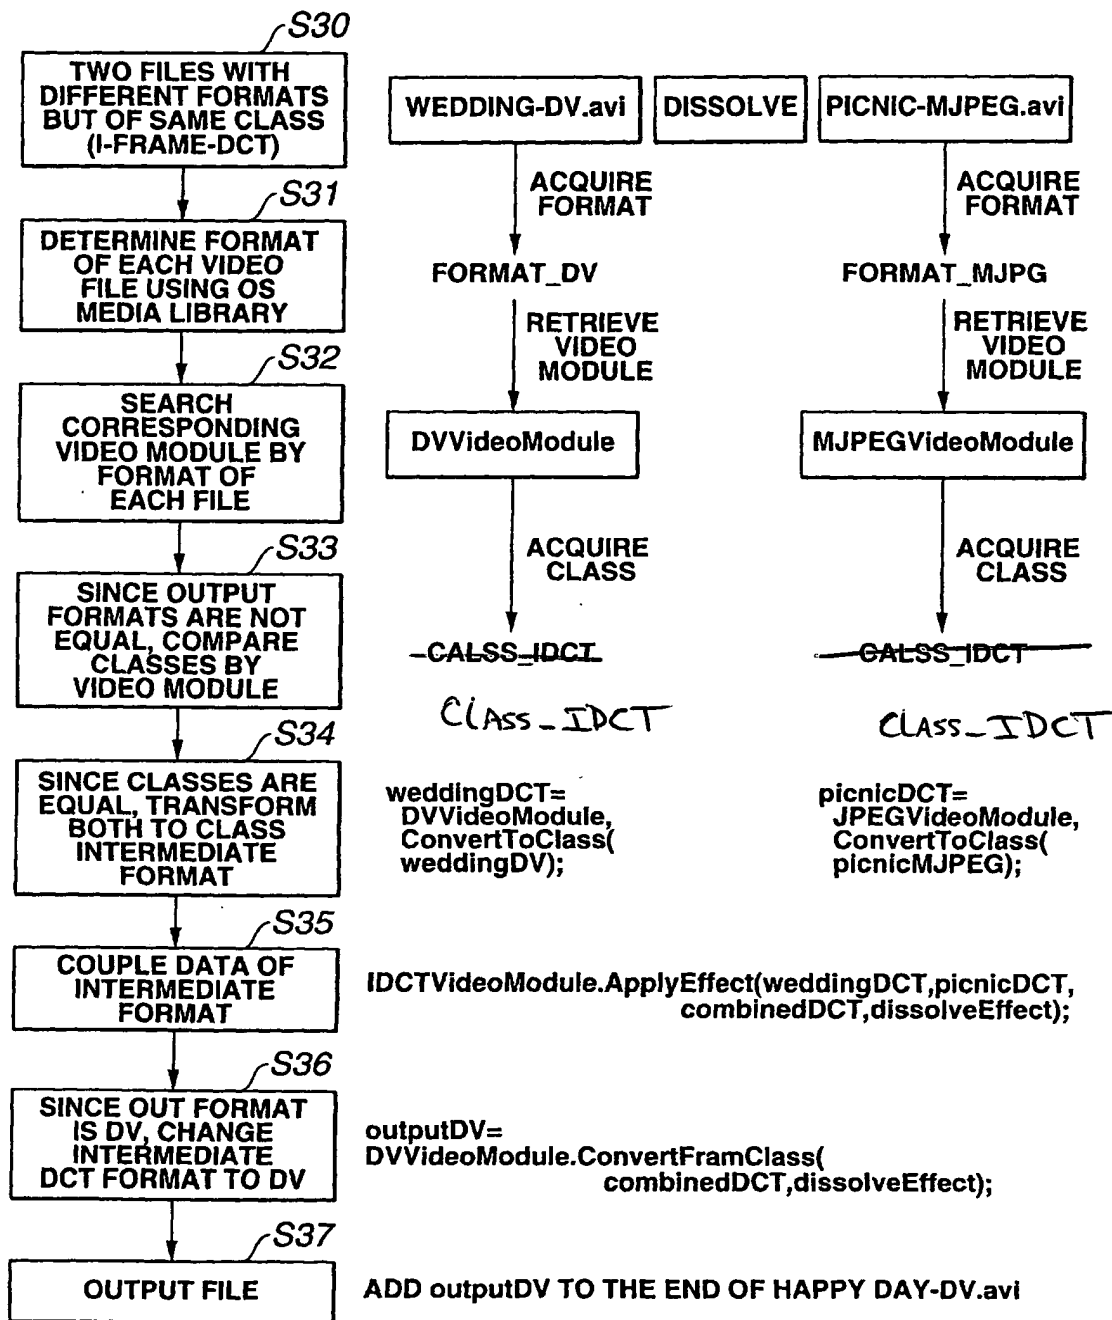 S30
TWO FILES WITH
DIFFERENT FORMATS
BUT OF SAME CLASS
(I-FRAME-DCT)
WEDDING-DV.avi
DISSOLVE
PICNIC-MJPEG.avi
ACQUIRE
FORMAT
ACQUIRE
FORMAT
S31
DETERMINE FORMAT
OF EACH VIDEO
FILE USING OS
MEDIA LIBRARY
FORMAT_DV
FORMAT_MJPG
RETRIEVE
VIDEO
MODULE
RETRIEVE
VIDEO
MODULE
S32
SEARCH
CORRESPONDING
VIDEO MODULE BY
FORMAT OF
EACH FILE
DVVideoModule
MJPEGVideoModule
ACQUIRE
CLASS
ACQUIRE
CLASS
S33
SINCE OUTPUT
FORMATS ARE NOT
EQUAL, COMPARE
CLASSES BY
VIDEO MODULE
CALSS_IDCT
CALSS_IDCT
Class_IDCT
Class_IDCT
S34
SINCE CLASSES ARE
EQUAL, TRANSFORM
BOTH TO CLASS
INTERMEDIATE
FORMAT
weddingDCT=
DVVideoModule,
ConvertToClass(
weddingDV);
picnicDCT=
JPEGVideoModule,
ConvertToClass(
picnicMJPEG);
S35
COUPLE DATA OF
INTERMEDIATE
FORMAT
IDCTVideoModule.ApplyEffect(weddingDCT,picnicDCT,
combinedDCT,dissolveEffect);
S36
SINCE OUT FORMAT
IS DV, CHANGE
INTERMEDIATE
DCT FORMAT TO DV
outputDV=
DVVideoModule.ConvertFramClass(
combinedDCT,dissolveEffect);
S37
OUTPUT FILE
ADD outputDV TO THE END OF HAPPY DAY-DV.avi